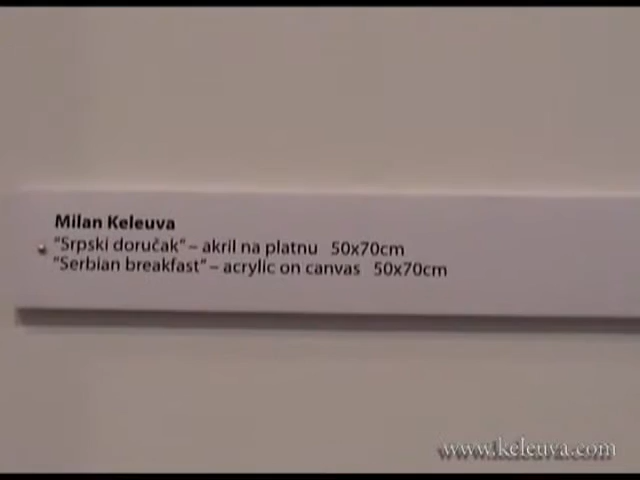 Milan Keleuva
"Srpski doručak" – akril na platnu 50x70cm
"Serbian breakfast" – acrylic on canvas 50x70cm
www.keleuva.com